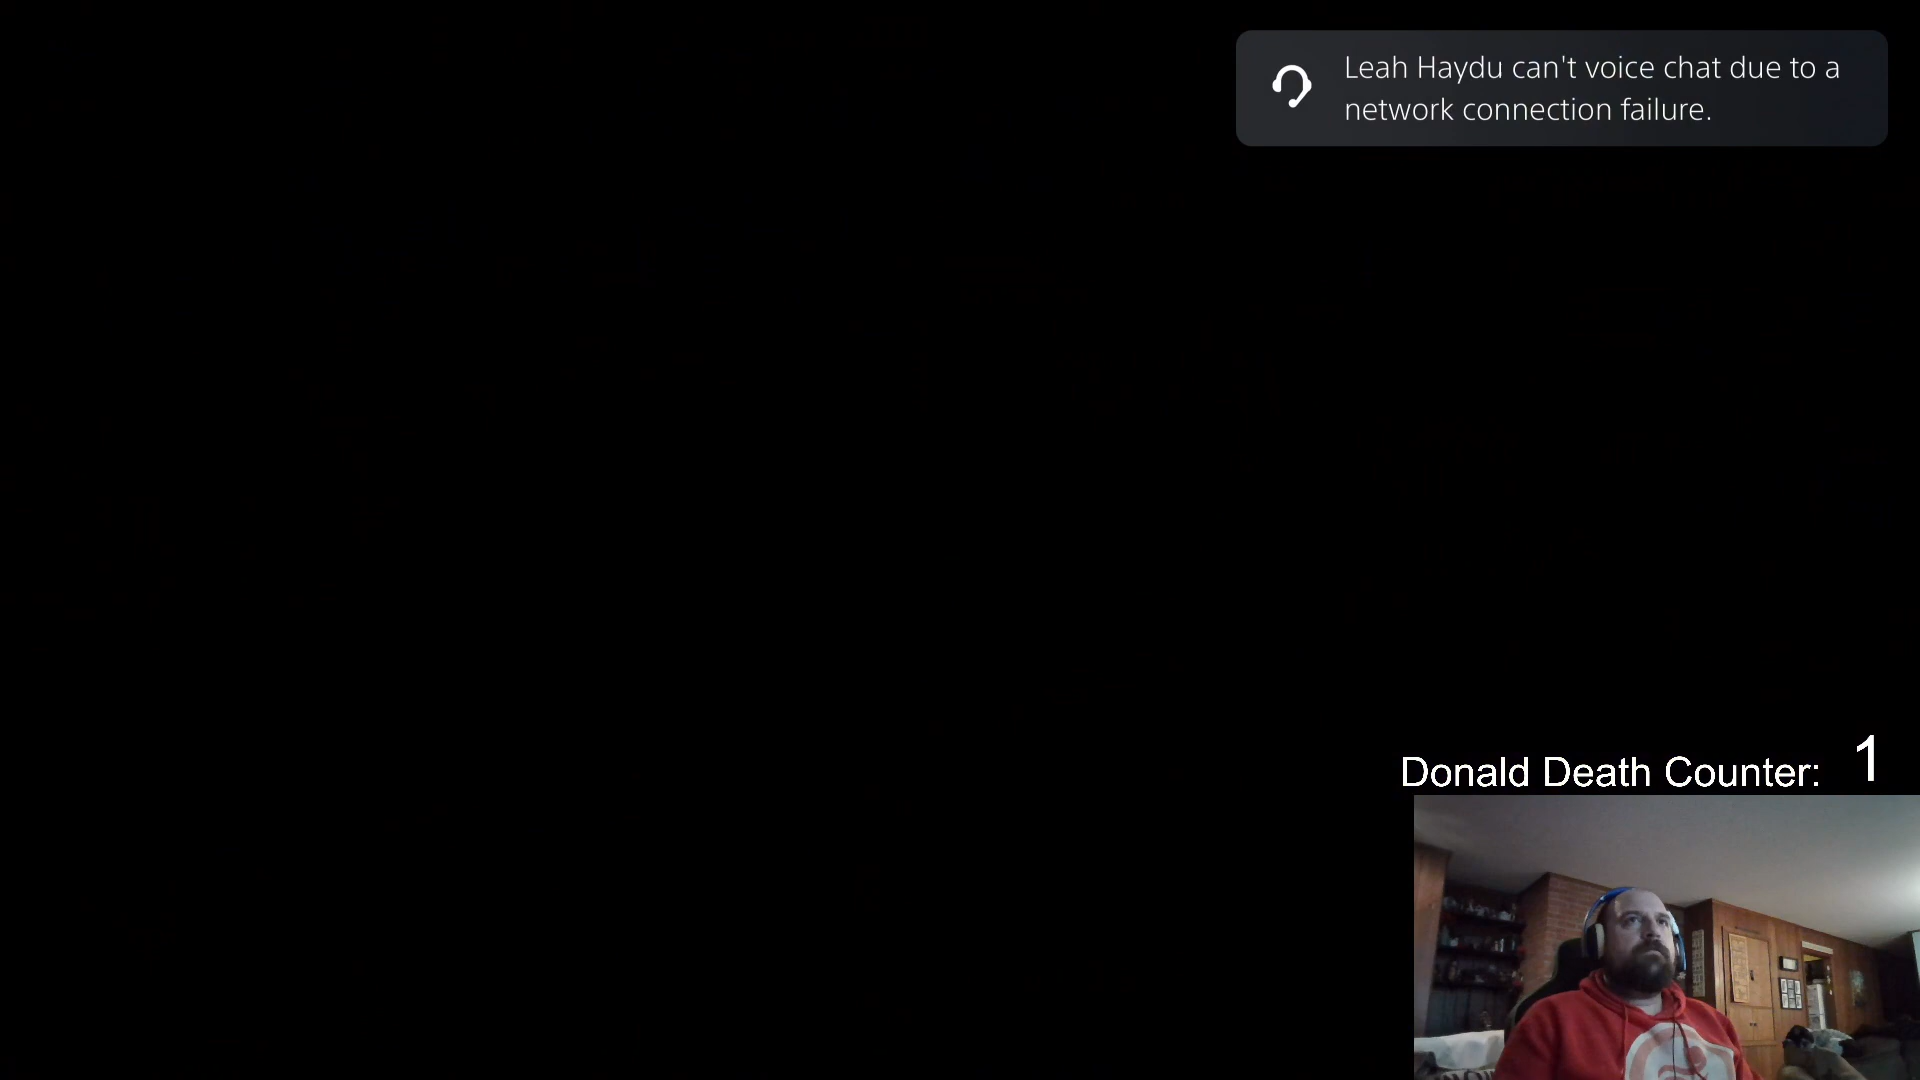 Leah Haydu can't voice chat due to a
network connection failure.
Donald Death Counter: 1